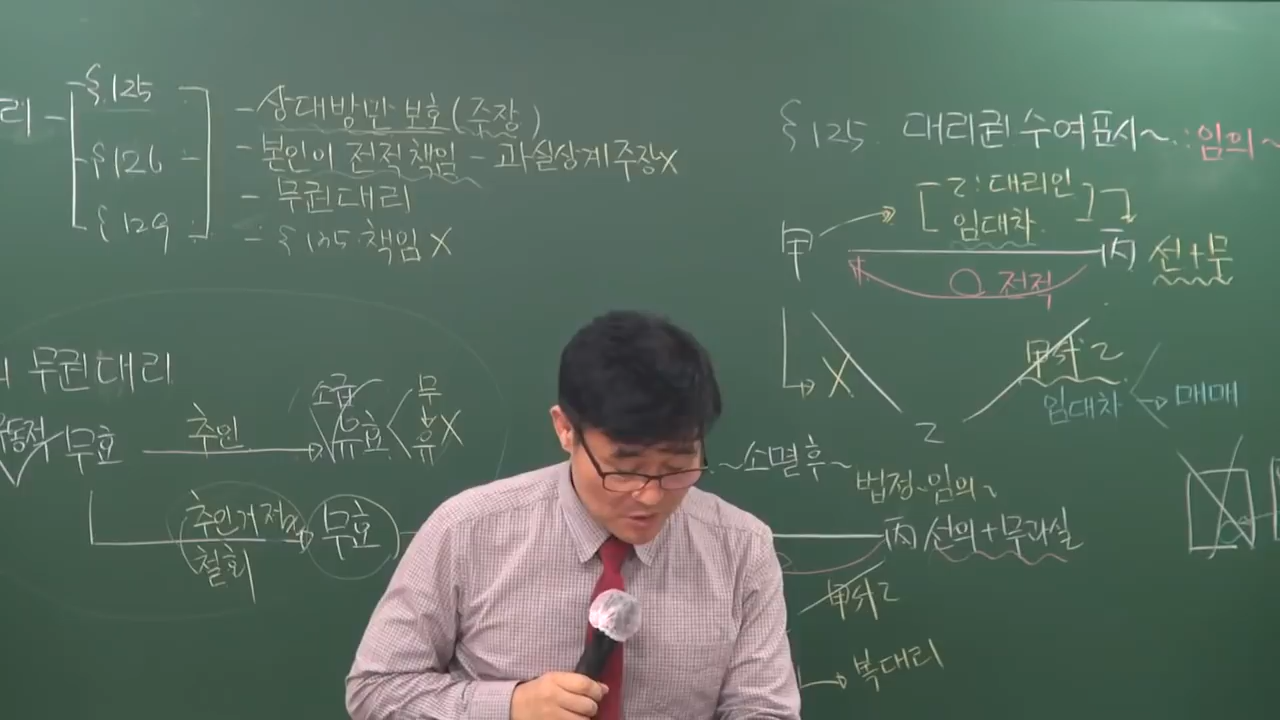 리 - §125
§126
§129
- 상대방만 보호 (주장)
- 본인이 전적책임 - 과실상계주장X
- 무권대리
- §135 책임 X
무권대리
유동적 무효
추인
소급
유효
무
유 X
추인거절
철회
무효
§125 대리권 수여표시~ : 임의~
乙: 대리인
임대차
甲
丙 선+무
O 전적
X
乙
甲의 乙
임대차
매매
~소멸후~
법정~임의~
丙 선의+무과실
복대리